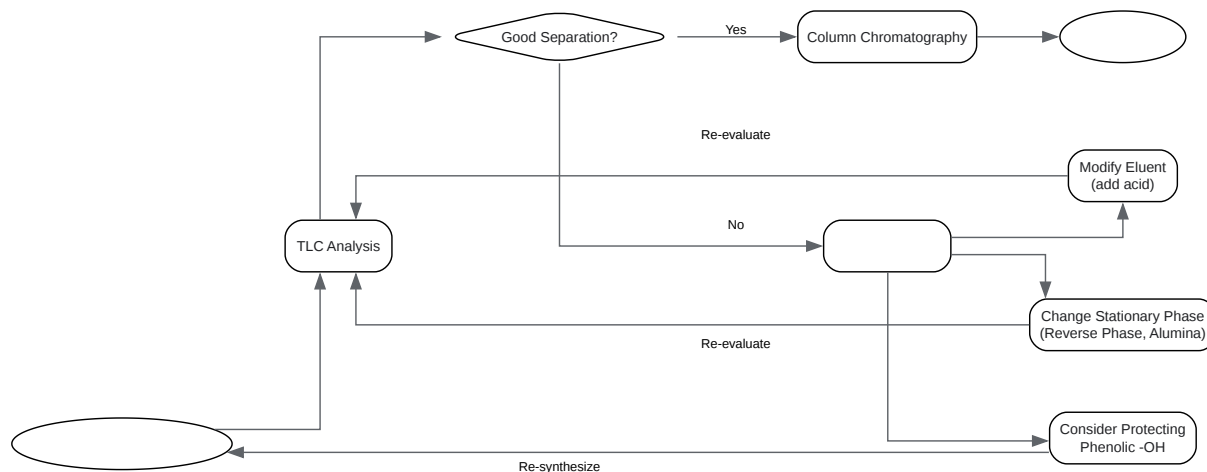 Good Separation?
Yes
Column Chromatography
Re-evaluate
Modify Eluent
(add acid)
No
TLC Analysis
Change Stationary Phase
(Reverse Phase, Alumina)
Re-evaluate
Consider Protecting
Phenolic -OH
Re-synthesize